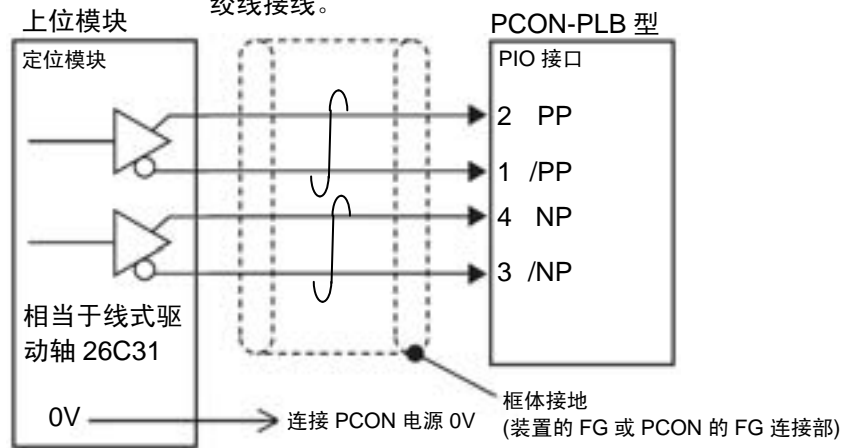 绞线接线。
上位模块
PCON-PLB 型
定位模块
PIO 接口
2 PP
1 /PP
4 NP
3 /NP
相当于线式驱
动轴 26C31
0V
连接 PCON 电源 0V
框体接地
(装置的 FG 或 PCON 的 FG 连接部)